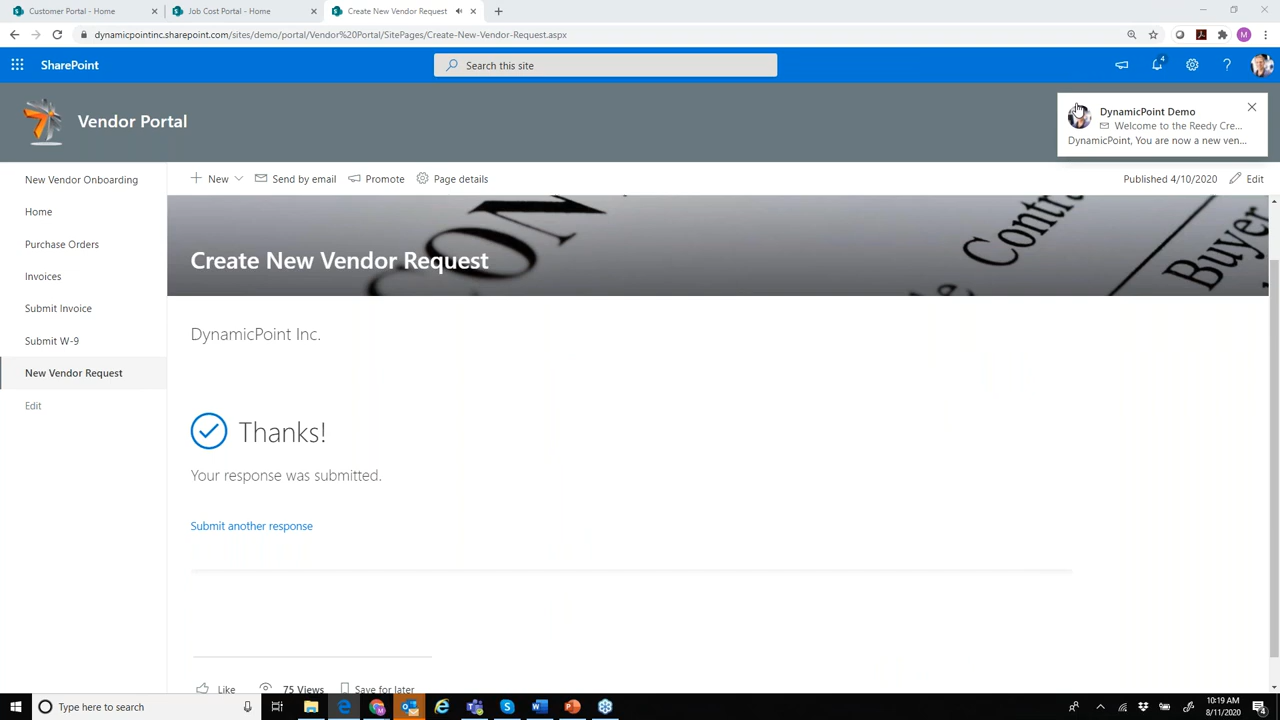 Customer Portal - Home
Job Cost Portal - Home
Create New Vendor Request
dynamicpointinc.sharepoint.com/sites/demo/portal/Vendor%20Portal/SitePages/Create-New-Vendor-Request.aspx
M
SharePoint
Search this site
4
?
7
Vendor Portal
DynamicPoint Demo
Welcome to the Reedy Cre...
DynamicPoint, You are now a new ven...
New Vendor Onboarding
Home
Purchase Orders
Invoices
Submit Invoice
Submit W-9
New Vendor Request
Edit
New
Send by email
Promote
Page details
Published 4/10/2020
Edit
CON
Contr
Buyer
Create New Vendor Request
DynamicPoint Inc.
Thanks!
Your response was submitted.
Submit another response
Like
75 Views
Save for later
Type here to search
10:19 AM
8/11/2020